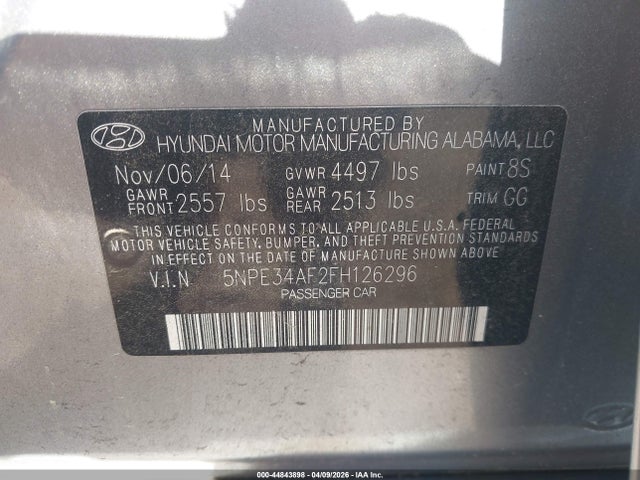 MANUFACTURED BY
HYUNDAI MOTOR MANUFACTURING ALABAMA, LLC
Nov/06/14 GVWR 4497 lbs PAINT 8S
GAWR FRONT 2557 lbs GAWR REAR 2513 lbs TRIM GG
THIS VEHICLE CONFORMS TO ALL APPLICABLE U.S.A. FEDERAL
MOTOR VEHICLE SAFETY, BUMPER, AND THEFT PREVENTION STANDARDS
IN EFFECT ON THE DATE OF MANUFACTURE SHOWN ABOVE.
V.I.N 5NPE34AF2FH126296
PASSENGER CAR
000-44843898 - 04/09/2026 - IAA Inc.